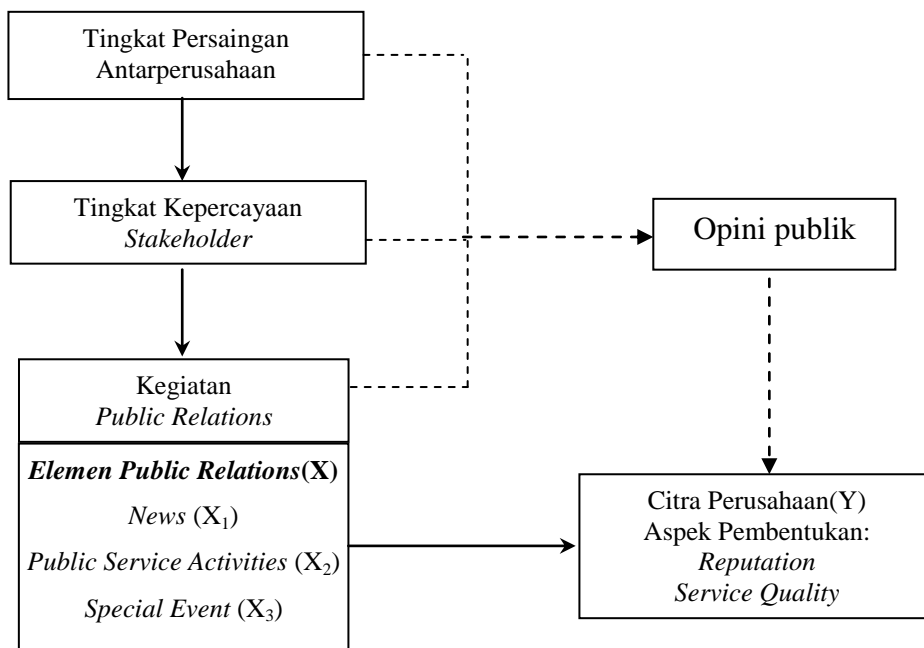 Tingkat Persaingan
Antarperusahaan
Tingkat Kepercayaan
Stakeholder
Opini publik
Kegiatan
Public Relations
Elemen Public Relations(X)
News (X₁)
Public Service Activities (X₂)
Special Event (X₃)
Citra Perusahaan(Y)
Aspek Pembentukan:
Reputation
Service Quality